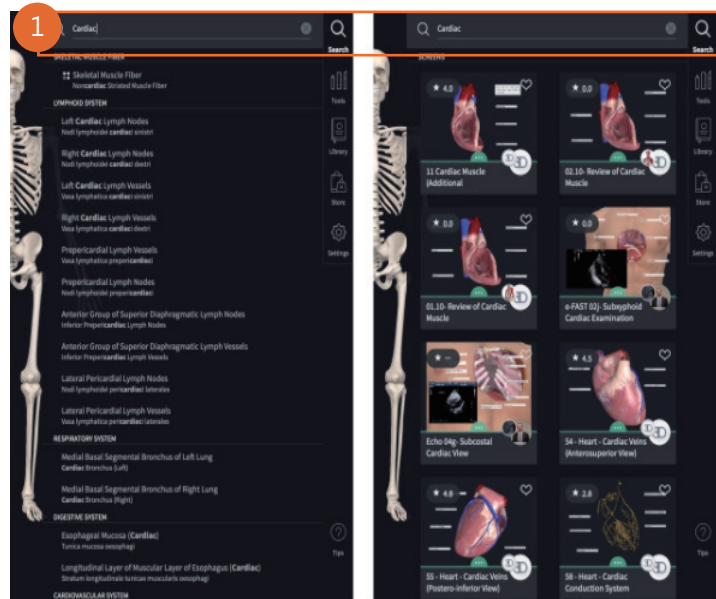 1
Cardiac
Search
SKELETAL MUSCLE FIBER
Skeletal Muscle Fiber
Noncardiac Striated Muscle Fiber
LYMPHOID SYSTEM
Left Cardiac Lymph Nodes
Nodi lymphoidei cardiaci sinistri
Right Cardiac Lymph Nodes
Nodi lymphoidei cardiaci dextri
Left Cardiac Lymph Vessels
Vasa lymphatica cardiaci sinistri
Right Cardiac Lymph Vessels
Vasa lymphatica cardiaci dextri
Prepericardial Lymph Vessels
Vasa lymphatica prepericardiaci
Prepericardial Lymph Nodes
Nodi lymphoidei prepericardiaci
Anterior Group of Superior Diaphragmatic Lymph Nodes
Inferior Prepericardiac Lymph Nodes
Anterior Group of Superior Diaphragmatic Lymph Vessels
Inferior Prepericardiac Lymph Vessels
Lateral Pericardial Lymph Nodes
Nodi lymphoidei pericardiaci laterales
Lateral Pericardial Lymph Vessels
Vasa lymphatica pericardiaci laterales
RESPIRATORY SYSTEM
Medial Basal Segmental Bronchus of Left Lung
Cardiac Bronchus (Left)
Medial Basal Segmental Bronchus of Right Lung
Cardiac Bronchus (Right)
DIGESTIVE SYSTEM
Esophageal Mucosa (Cardiac)
Tunica mucosa oesophagi
Longitudinal Layer of Muscular Layer of Esophagus (Cardiac)
Stratum longitudinale tunicae muscularis oesophagi
CARDIOVASCULAR SYSTEM
Tools
Library
Store
Settings
Tips
Cardiac
Search
SCREENS
4.0
11 Cardiac Muscle
(Additional
0.0
02.10- Review of Cardiac
Muscle
0.0
01.10- Review of Cardiac
Muscle
0.0
e-FAST 02j- Subxyphoid
Cardiac Examination
--
Echo 04g- Subcostal
Cardiac View
4.5
54 - Heart - Cardiac Veins
(Anterosuperior View)
4.8
55 - Heart - Cardiac Veins
(Postero-inferior View)
2.8
58 - Heart - Cardiac
Conduction System
Tools
Library
Store
Settings
Tips